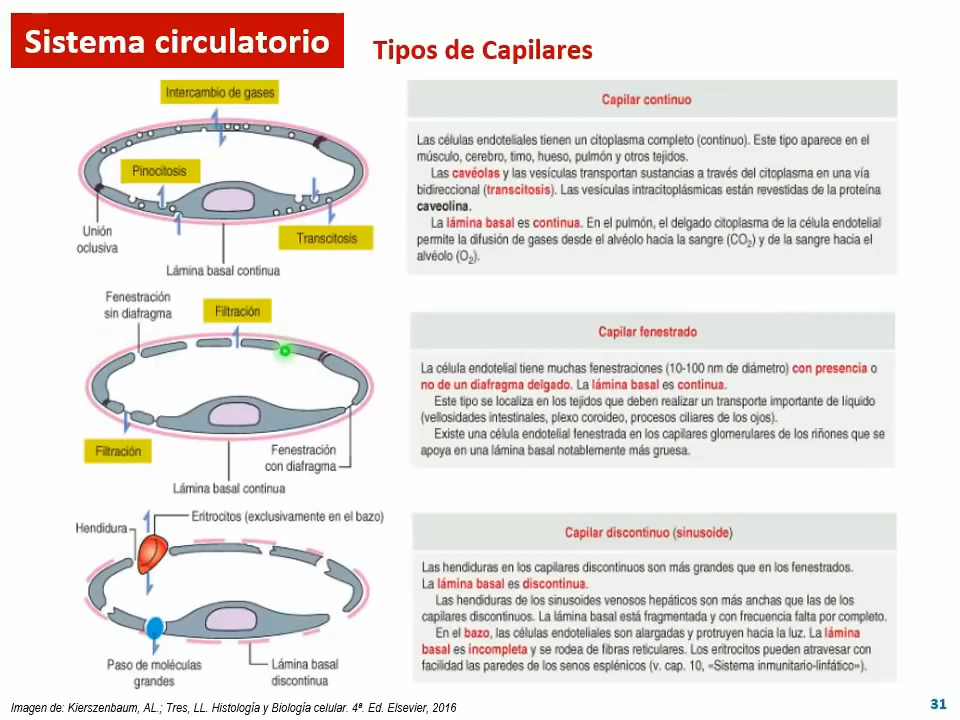 Sistema circulatorio
Tipos de Capilares
Intercambio de gases
Pinocitosis
Unión
oclusiva
Transcitosis
Lámina basal continua
Capilar continuo
Las células endoteliales tienen un citoplasma completo (continuo). Este tipo aparece en el
músculo, cerebro, timo, hueso, pulmón y otros tejidos.
Las cavéolas y las vesículas transportan sustancias a través del citoplasma en una vía
bidireccional (transcitosis). Las vesículas intracitoplásmicas están revestidas de la proteína
caveolina.
La lámina basal es continua. En el pulmón, el delgado citoplasma de la célula endotelial
permite la difusión de gases desde el alvéolo hacia la sangre (CO₂) y de la sangre hacia el
alvéolo (O₂).
Fenestración
sin diafragma
Filtración
Filtración
Fenestración
con diafragma
Lámina basal continua
Capilar fenestrado
La célula endotelial tiene muchas fenestraciones (10-100 nm de diámetro) con presencia o
no de un diafragma delgado. La lámina basal es continua.
Este tipo se localiza en los tejidos que deben realizar un transporte importante de líquido
(vellosidades intestinales, plexo coroideo, procesos ciliares de los ojos).
Existe una célula endotelial fenestrada en los capilares glomerulares de los riñones que se
apoya en una lámina basal notablemente más gruesa.
Hendidura
Eritrocitos (exclusivamente en el bazo)
Paso de moléculas
grandes
Lámina basal
discontinua
Capilar discontinuo (sinusoide)
Las hendiduras en los capilares discontinuos son más grandes que en los fenestrados.
La lámina basal es discontinua.
Las hendiduras de los sinusoides venosos hepáticos son más anchas que las de los
capilares discontinuos. La lámina basal está fragmentada y con frecuencia falta por completo.
En el bazo, las células endoteliales son alargadas y protruyen hacia la luz. La lámina
basal es incompleta y se rodea de fibras reticulares. Los eritrocitos pueden atravesar con
facilidad las paredes de los senos esplénicos (v. cap. 10, «Sistema inmunitario-linfático»).
Imagen de: Kierszenbaum, AL.; Tres, LL. Histología y Biología celular. 4ª. Ed. Elsevier, 2016
31